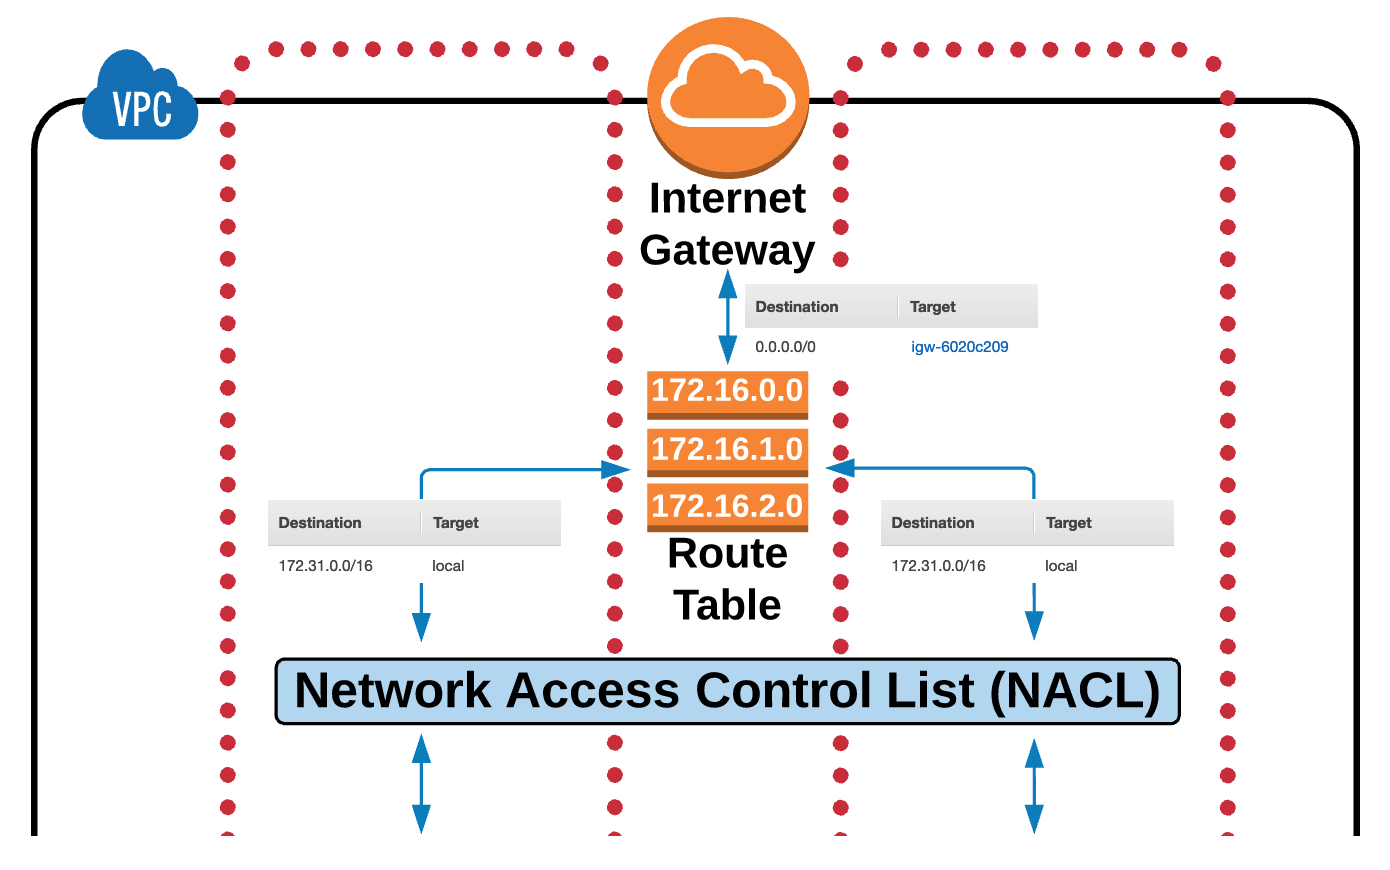 VPC
Internet
Gateway
Destination Target
0.0.0.0/0 igw-6020c209
172.16.0.0
172.16.1.0
172.16.2.0
Route
Table
Destination Target
172.31.0.0/16 local
Destination Target
172.31.0.0/16 local
Network Access Control List (NACL)